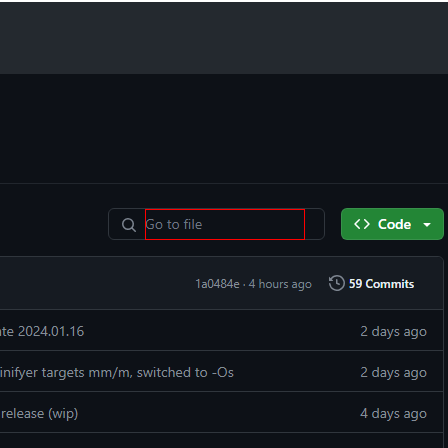 Go to file
Code
1a0484e · 4 hours ago
59 Commits
te 2024.01.16
2 days ago
inifyer targets mm/m, switched to -Os
2 days ago
release (wip)
4 days ago